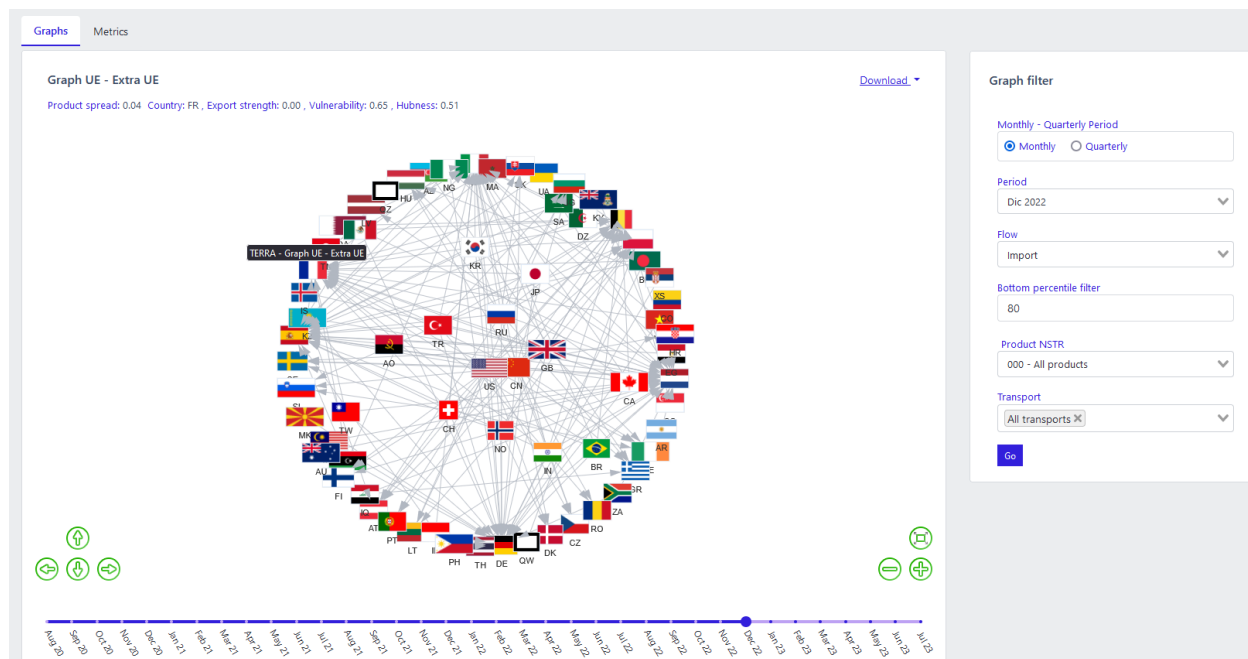 Graphs Metrics
Graph UE - Extra UE
Download
Product spread: 0.04 Country: FR , Export strength: 0.00 , Vulnerability: 0.65 , Hubness: 0.51
NG
MA
UA
HU
SA
DZ
KR
TERRA - Graph UE - Extra UE
JP
IS
XS
RU
TR
AO
GB
HR
US
CN
CA
SI
CH
TW
MK
NO
AR
IN
BR
AU
GR
FI
ZA
IQ
AT
RO
PT
CZ
LT
DK
PH
TH
DE
QW
Aug 20
Sep 20
Oct 20
Nov 20
Dec 20
Jan 21
Feb 21
Mar 21
Apr 21
May 21
Jun 21
Jul 21
Aug 21
Sep 21
Oct 21
Nov 21
Dec 21
Jan 22
Feb 22
Mar 22
Apr 22
May 22
Jun 22
Jul 22
Aug 22
Sep 22
Oct 22
Nov 22
Dec 22
Jan 23
Feb 23
Mar 23
Apr 23
May 23
Jun 23
Jul 23
Graph filter
Monthly - Quarterly Period
Monthly Quarterly
Period
Dic 2022
Flow
Import
Bottom percentile filter
80
Product NSTR
000 - All products
Transport
All transports
Go